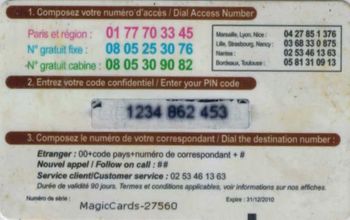 1. Composez votre numéro d'accès / Dial Access Number
Paris et région : 01 77 70 33 45
N° gratuit fixe : 08 05 25 30 76
N° gratuit cabine : 08 05 30 90 82
Marseille, Lyon, Nice : 04 27 85 1 376
Lille, Strasbourg, Nancy : 03 68 33 0 875
Nantes : 02 53 46 13 63
Bordeaux, Toulouse : 05 81 31 09 13
2. Entrez votre code confidentiel / Enter your PIN code
1234 862 453
3. Composez le numéro de votre correspondant / Dial the destination number :
Etranger : 00+code pays+numéro de correspondant + #
Nouvel appel / Follow on call : ##
Service client/Customer service : 02 53 46 13 63
Durée de validité 90 jours. Termes et conditions applicables, voir informations sur nos affiches.
Numéro de série : MagicCards-27560 Expire : 31/12/2010